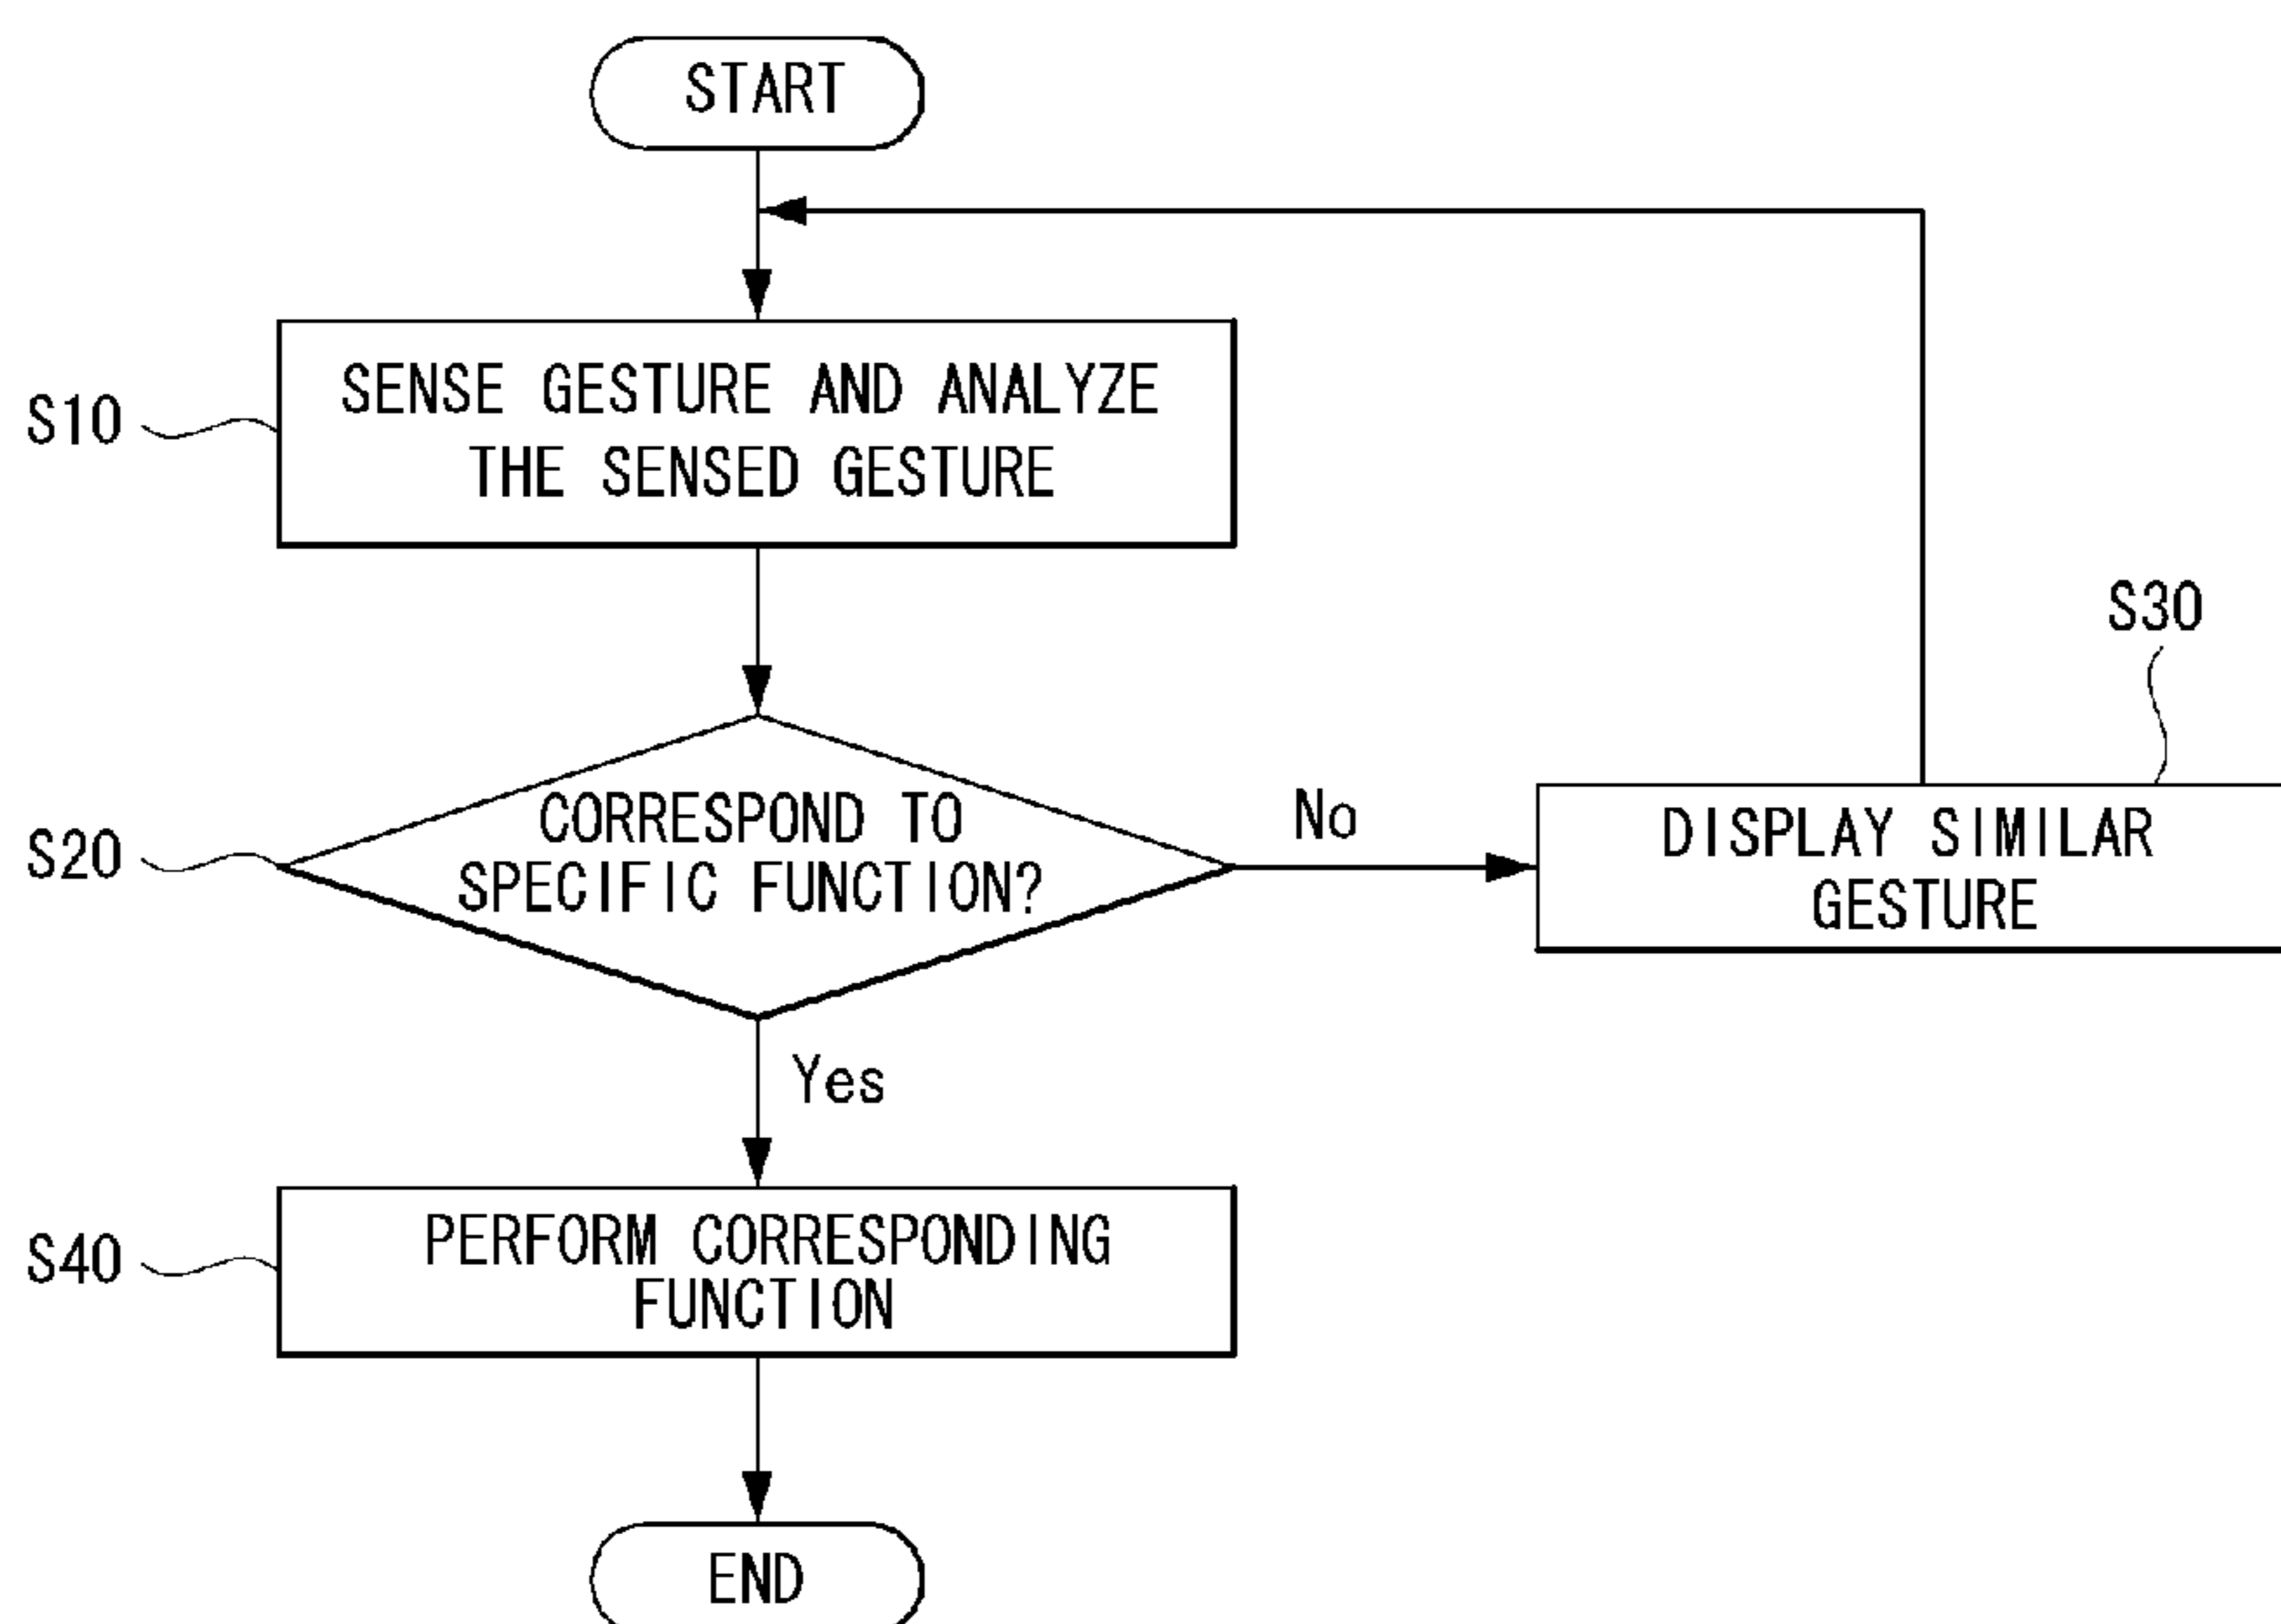 START
S10
SENSE GESTURE AND ANALYZE
THE SENSED GESTURE
S30
S20
CORRESPOND TO
SPECIFIC FUNCTION?
No
DISPLAY SIMILAR
GESTURE
Yes
S40
PERFORM CORRESPONDING
FUNCTION
END